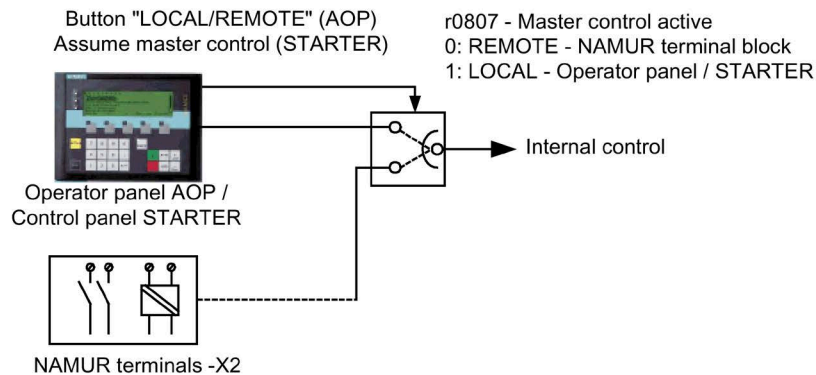 Button "LOCAL/REMOTE" (AOP)
Assume master control (STARTER)
r0807 - Master control active
0: REMOTE - NAMUR terminal block
1: LOCAL - Operator panel / STARTER
Internal control
Operator panel AOP /
Control panel STARTER
NAMUR terminals -X2